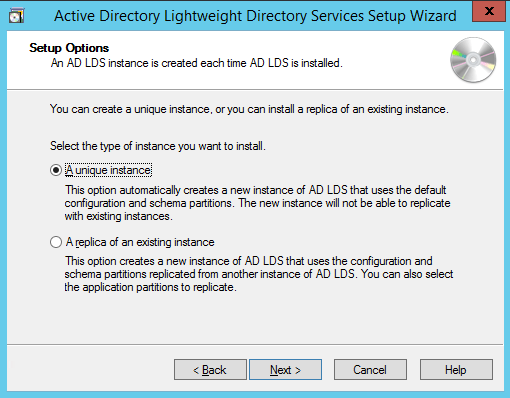 Active Directory Lightweight Directory Services Setup Wizard
x
Setup Options
An AD LDS instance is created each time AD LDS is installed.
You can create a unique instance, or you can install a replica of an existing instance.
Select the type of instance you want to install.
A unique instance
This option automatically creates a new instance of AD LDS that uses the default
configuration and schema partitions. The new instance will not be able to replicate
with existing instances.
A replica of an existing instance
This option creates a new instance of AD LDS that uses the configuration and
schema partitions replicated from another instance of AD LDS. You can also select
the application partitions to replicate.
< Back
Next >
Cancel
Help